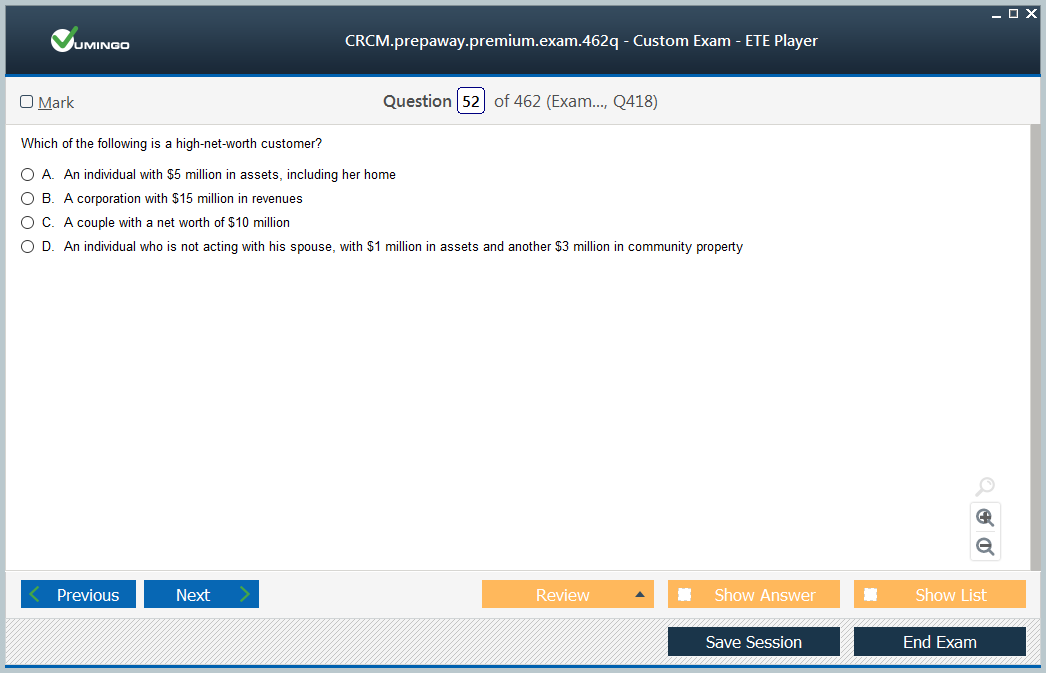 VUMINGO
CRCM.prepaway.premium.exam.462q - Custom Exam - ETE Player
Mark
Question 52 of 462 (Exam..., Q418)
Which of the following is a high-net-worth customer?
A. An individual with $5 million in assets, including her home
B. A corporation with $15 million in revenues
C. A couple with a net worth of $10 million
D. An individual who is not acting with his spouse, with $1 million in assets and another $3 million in community property
Previous
Next
Review
Show Answer
Show List
Save Session
End Exam